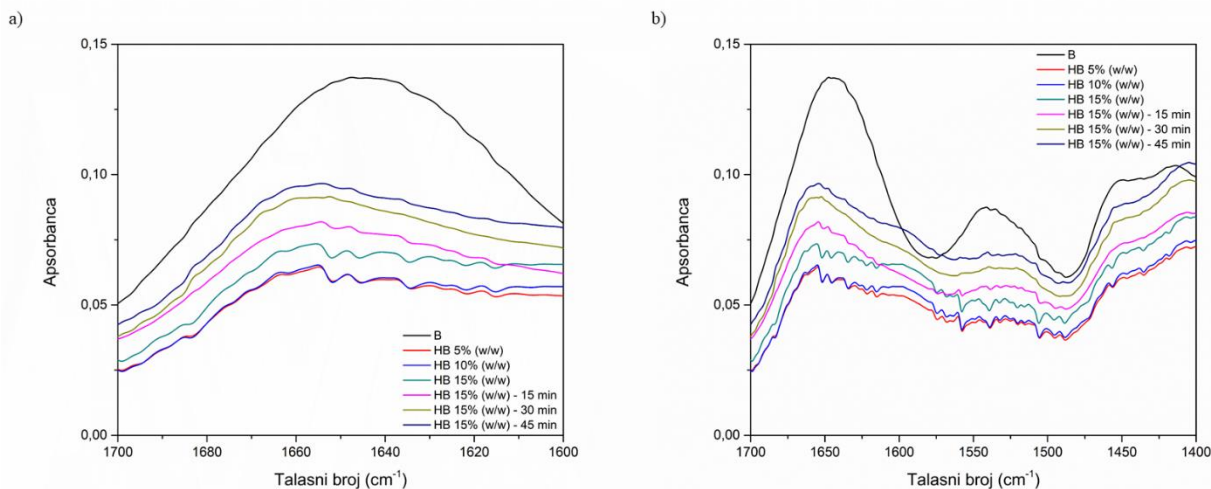 a)
0,15
0,10
0,05
0,00
Apsorbanca
1700
1680
1660
1640
1620
1600
Talasni broj (cm⁻¹)
B
HB 5% (w/w)
HB 10% (w/w)
HB 15% (w/w)
HB 15% (w/w) - 15 min
HB 15% (w/w) - 30 min
HB 15% (w/w) - 45 min
b)
0,15
0,10
0,05
0,00
Apsorbanca
1700
1650
1600
1550
1500
1450
1400
Talasni broj (cm⁻¹)
B
HB 5% (w/w)
HB 10% (w/w)
HB 15% (w/w)
HB 15% (w/w) - 15 min
HB 15% (w/w) - 30 min
HB 15% (w/w) - 45 min